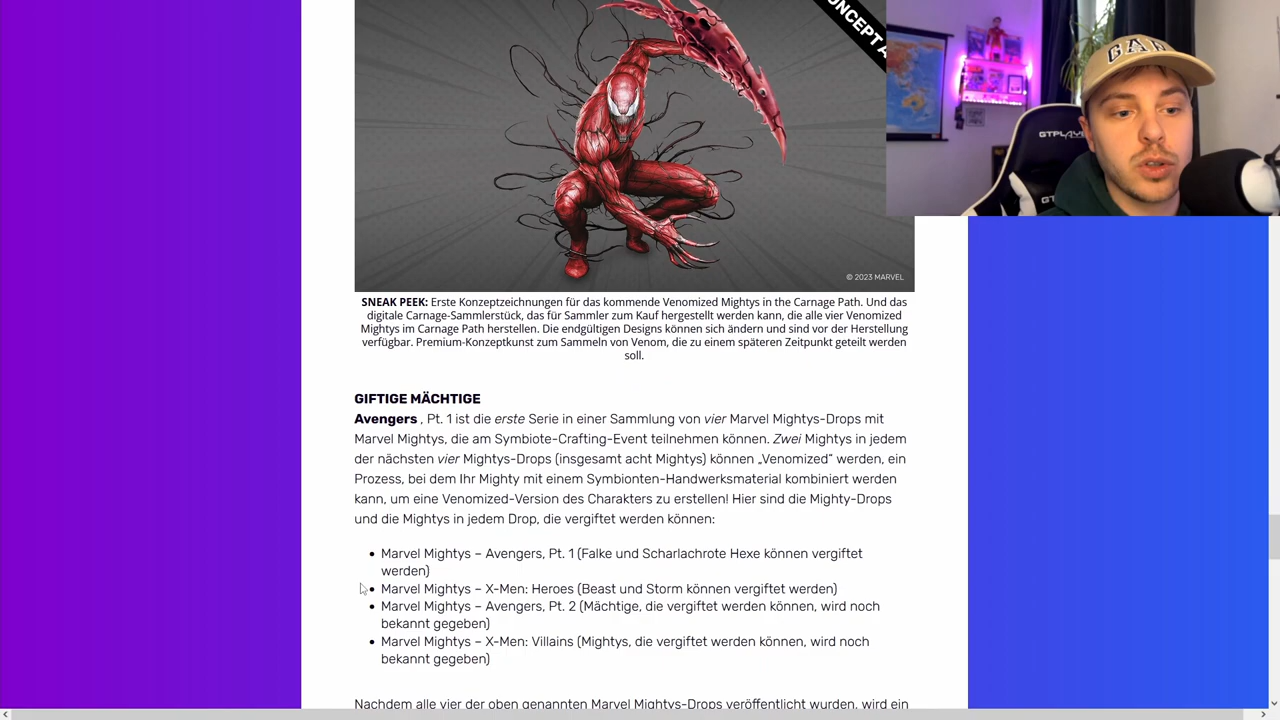 ONCEPT A
GAP
GTPLAYER
GT
© 2023 MARVEL
SNEAK PEEK: Erste Konzeptzeichnungen für das kommende Venomized Mightys in the Carnage Path. Und das
digitale Carnage-Sammlerstück, das für Sammler zum Kauf hergestellt werden kann, die alle vier Venomized
Mightys im Carnage Path herstellen. Die endgültigen Designs können sich ändern und sind vor der Herstellung
verfügbar. Premium-Konzeptkunst zum Sammeln von Venom, die zu einem späteren Zeitpunkt geteilt werden
soll.
GIFTIGE MÄCHTIGE
Avengers , Pt. 1 ist die erste Serie in einer Sammlung von vier Marvel Mightys-Drops mit
Marvel Mightys, die am Symbiote-Crafting-Event teilnehmen können. Zwei Mightys in jedem
der nächsten vier Mightys-Drops (insgesamt acht Mightys) können „Venomized“ werden, ein
Prozess, bei dem Ihr Mighty mit einem Symbionten-Handwerksmaterial kombiniert werden
kann, um eine Venomized-Version des Charakters zu erstellen! Hier sind die Mighty-Drops
und die Mightys in jedem Drop, die vergiftet werden können:
• Marvel Mightys – Avengers, Pt. 1 (Falke und Scharlachrote Hexe können vergiftet
werden)
• Marvel Mightys – X-Men: Heroes (Beast und Storm können vergiftet werden)
• Marvel Mightys – Avengers, Pt. 2 (Mächtige, die vergiftet werden können, wird noch
bekannt gegeben)
• Marvel Mightys – X-Men: Villains (Mightys, die vergiftet werden können, wird noch
bekannt gegeben)
Nachdem alle vier der oben genannten Marvel Mightys-Drops veröffentlicht wurden, wird ein